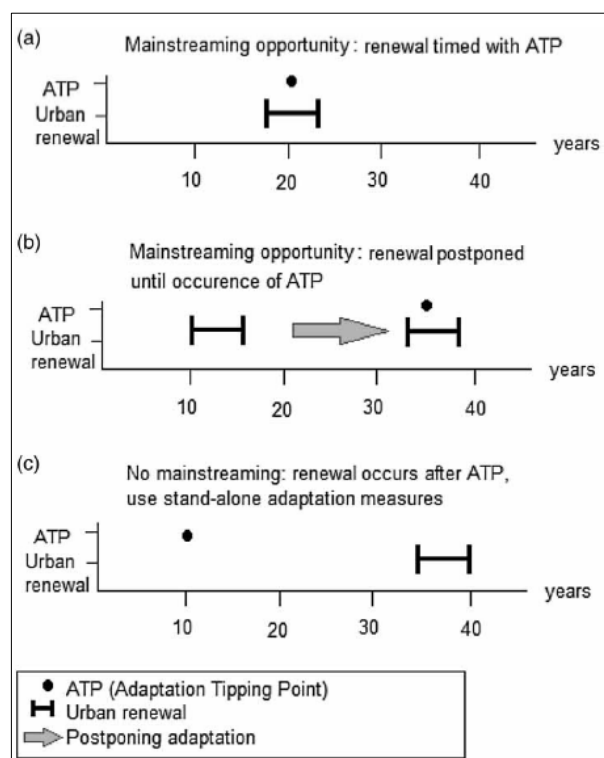 (a)
Mainstreaming opportunity: renewal timed with ATP
ATP
Urban
renewal
years
10 20 30 40
(b)
Mainstreaming opportunity: renewal postponed
until occurence of ATP
ATP
Urban
renewal
years
10 20 30 40
(c)
No mainstreaming: renewal occurs after ATP,
use stand-alone adaptation measures
ATP
Urban
renewal
years
10 20 30 40
ATP (Adaptation Tipping Point)
Urban renewal
Postponing adaptation